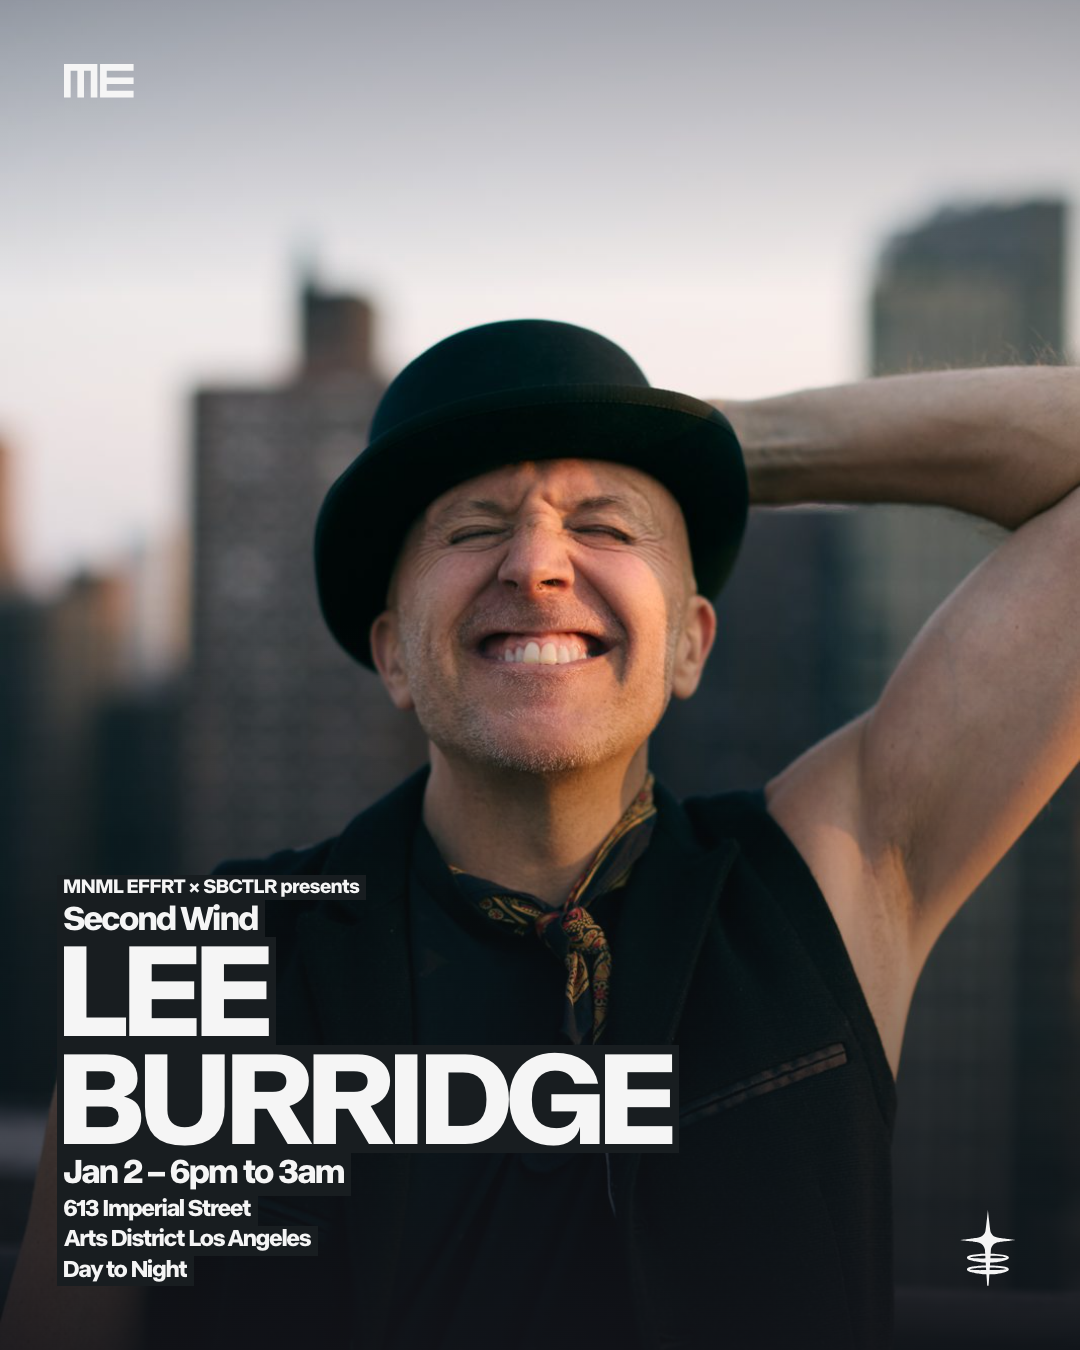 ME
MNML EFFRT × SBCTLR presents
Second Wind
LEE
BURRIDGE
Jan 2 – 6pm to 3am
613 Imperial Street
Arts District Los Angeles
Day to Night